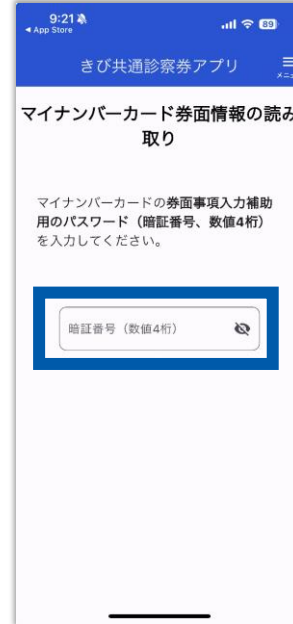 9:21
◀ App Store
89
きび共通診察券アプリ
メニュ
マイナンバーカード券面情報の読み
取り
マイナンバーカードの券面事項入力補助
用のパスワード（暗証番号、数値4桁）
を入力してください。
暗証番号（数値4桁）